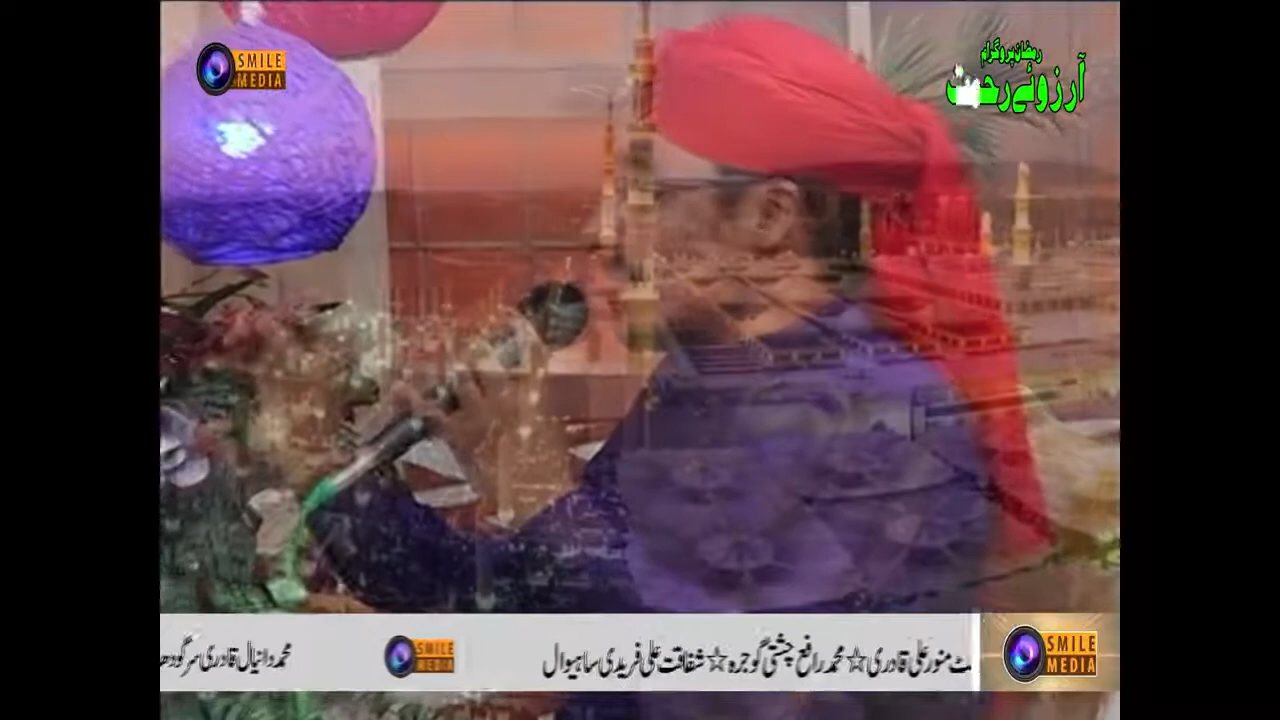 SMILE
MEDIA
رمضان پروگرام
آرزوئے رحمت
منور علی قادری ☆ محمد رافع چشتی گوجرہ ☆ شفاقت علی فریدی ساہیوال
SMILE
MEDIA
محمد دانیال قادری
SMILE
MEDIA